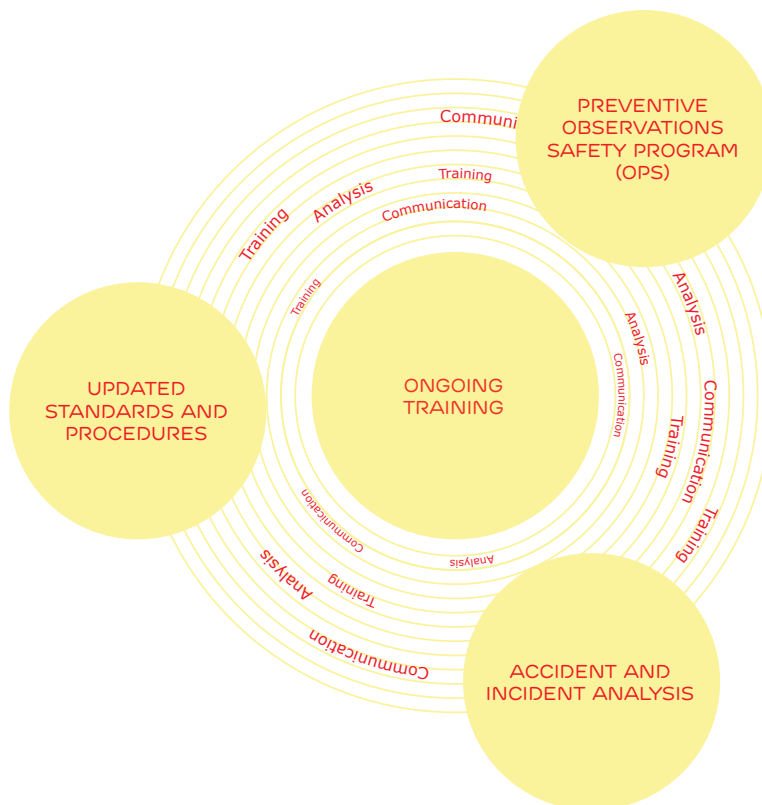 PREVENTIVE
OBSERVATIONS
SAFETY PROGRAM
(OPS)
Communi
Training
Analysis
Training
Communication
Training
Analysis
Analysis
Communication
UPDATED
STANDARDS AND
PROCEDURES
ONGOING
TRAINING
Communication
Training
Training
Communication
Analysis
Analysis
Training
Communication
ACCIDENT AND
INCIDENT ANALYSIS